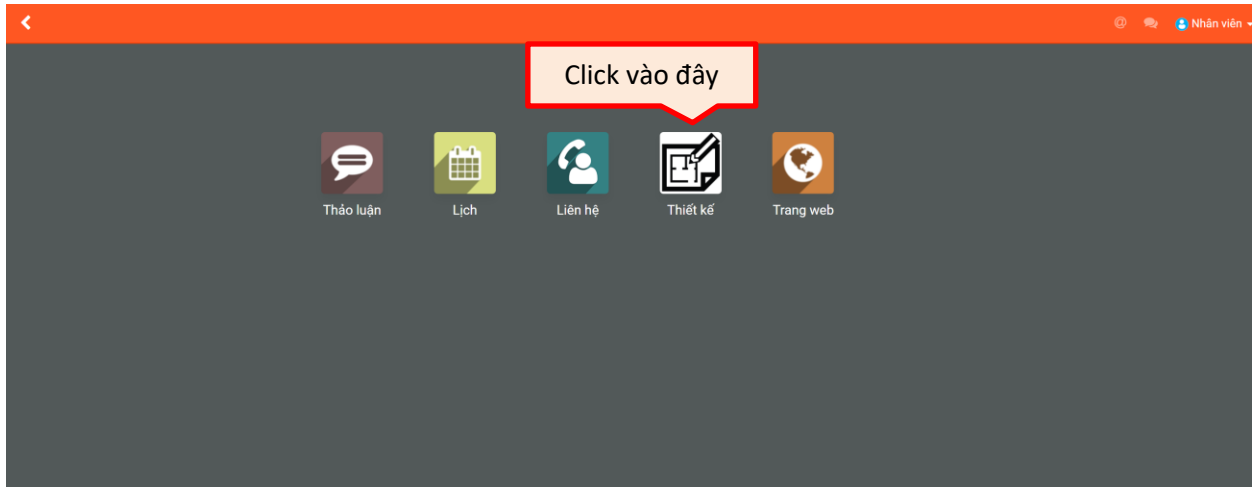 @ Nhân viên
Click vào đây
Thảo luận Lịch Liên hệ Thiết kế Trang web